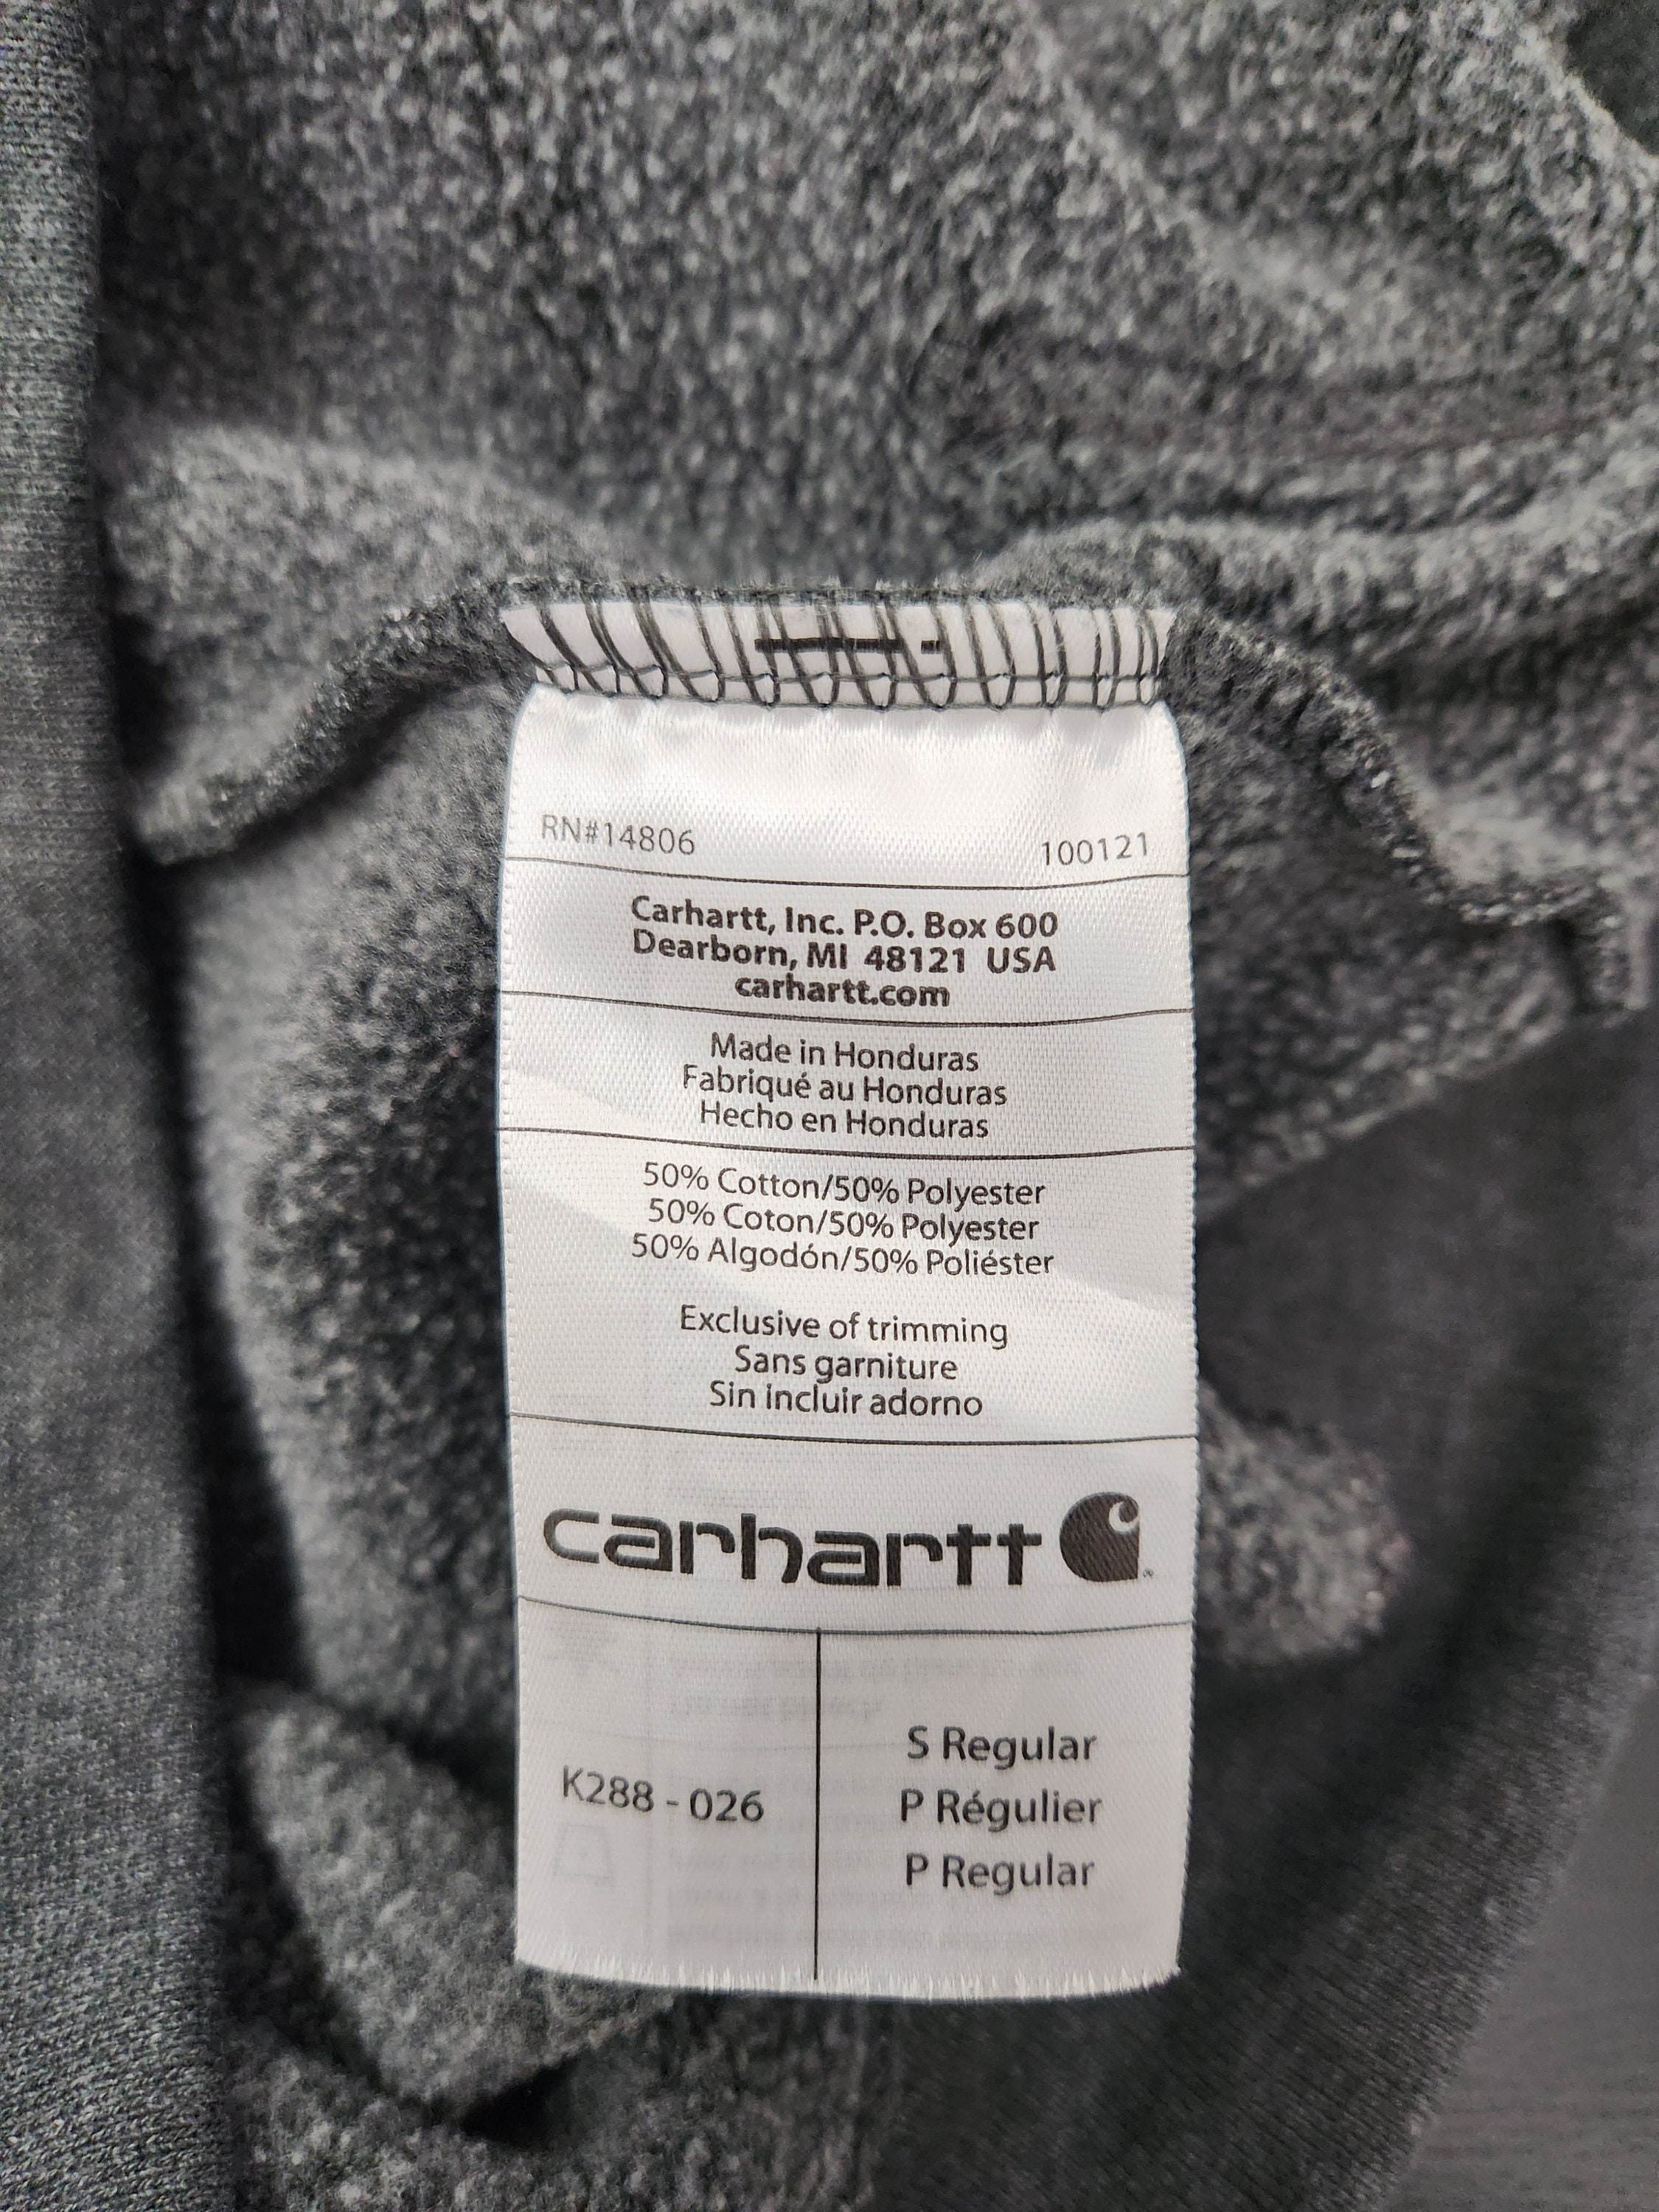 RN#14806 100121
Carhartt, Inc. P.O. Box 600
Dearborn, MI 48121 USA
carhartt.com
Made in Honduras
Fabriqué au Honduras
Hecho en Honduras
50% Cotton/50% Polyester
50% Coton/50% Polyester
50% Algodón/50% Poliéster
Exclusive of trimming
Sans garniture
Sin incluir adorno
carhartt
K288 - 026
S Regular
P Régulier
P Regular